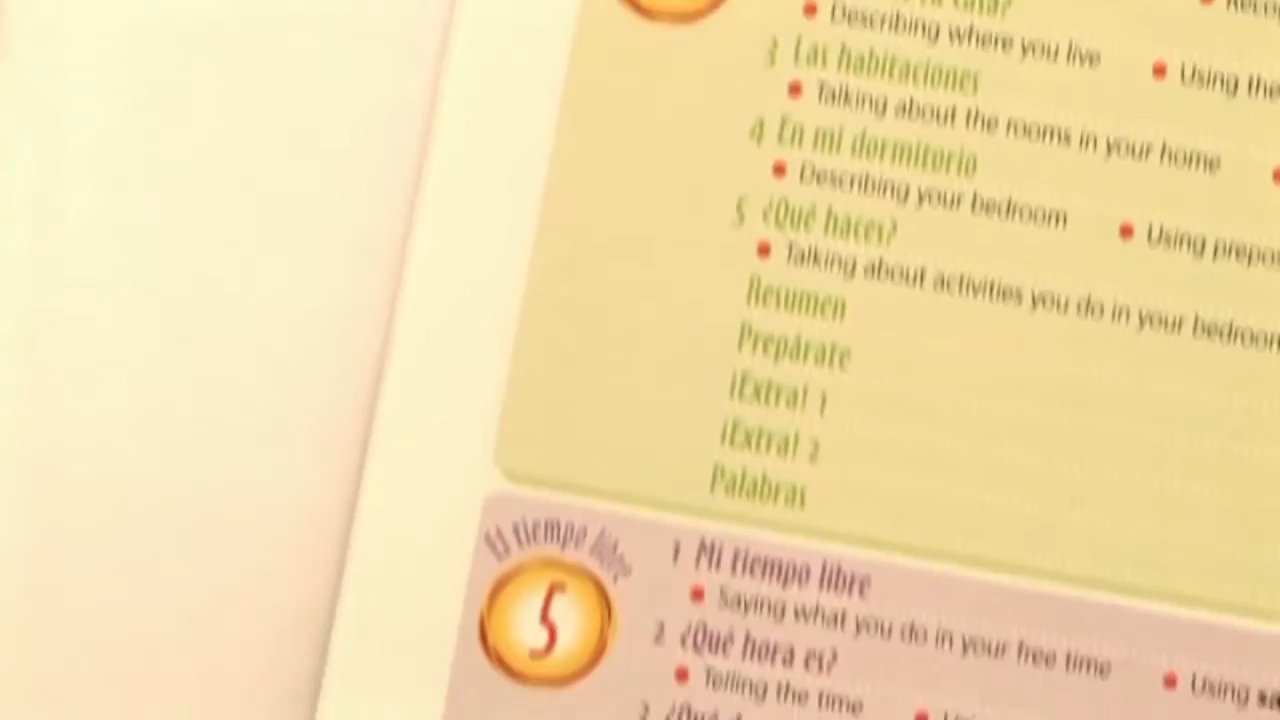 casa?
Describing where you live
Using the
3 Las habitaciones
Talking about the rooms in your home
4 En mi dormitorio
Describing your bedroom
Using
5 ¿Qué haces?
Talking about activities you do in your bedroom
Resumen
Prepárate
¡Extra! 1
¡Extra! 2
Palabras
El tiempo libre
5
1 Mi tiempo libre
Saying what you do in your free time
Using
2 ¿Qué hora es?
Telling the time